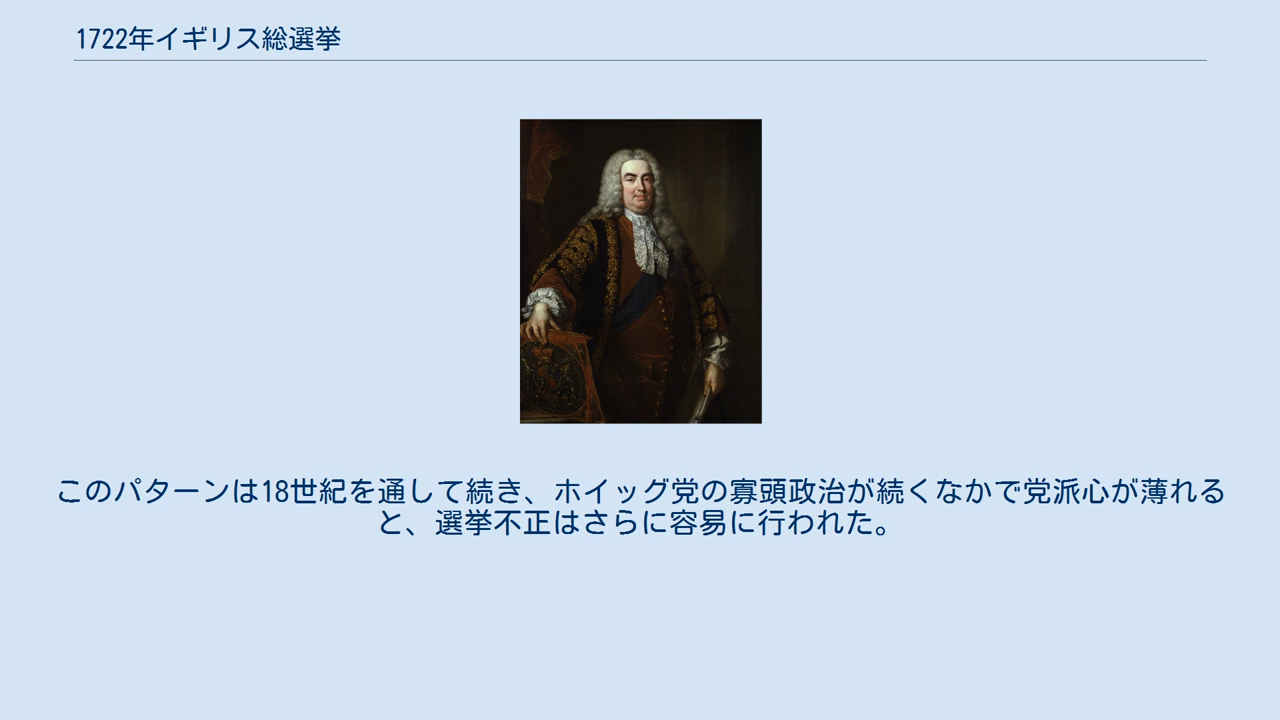 1722年イギリス総選挙
このパターンは18世紀を通して続き、ホイッグ党の寡頭政治が続くなかで党派心が薄れる
と、選挙不正はさらに容易に行われた。